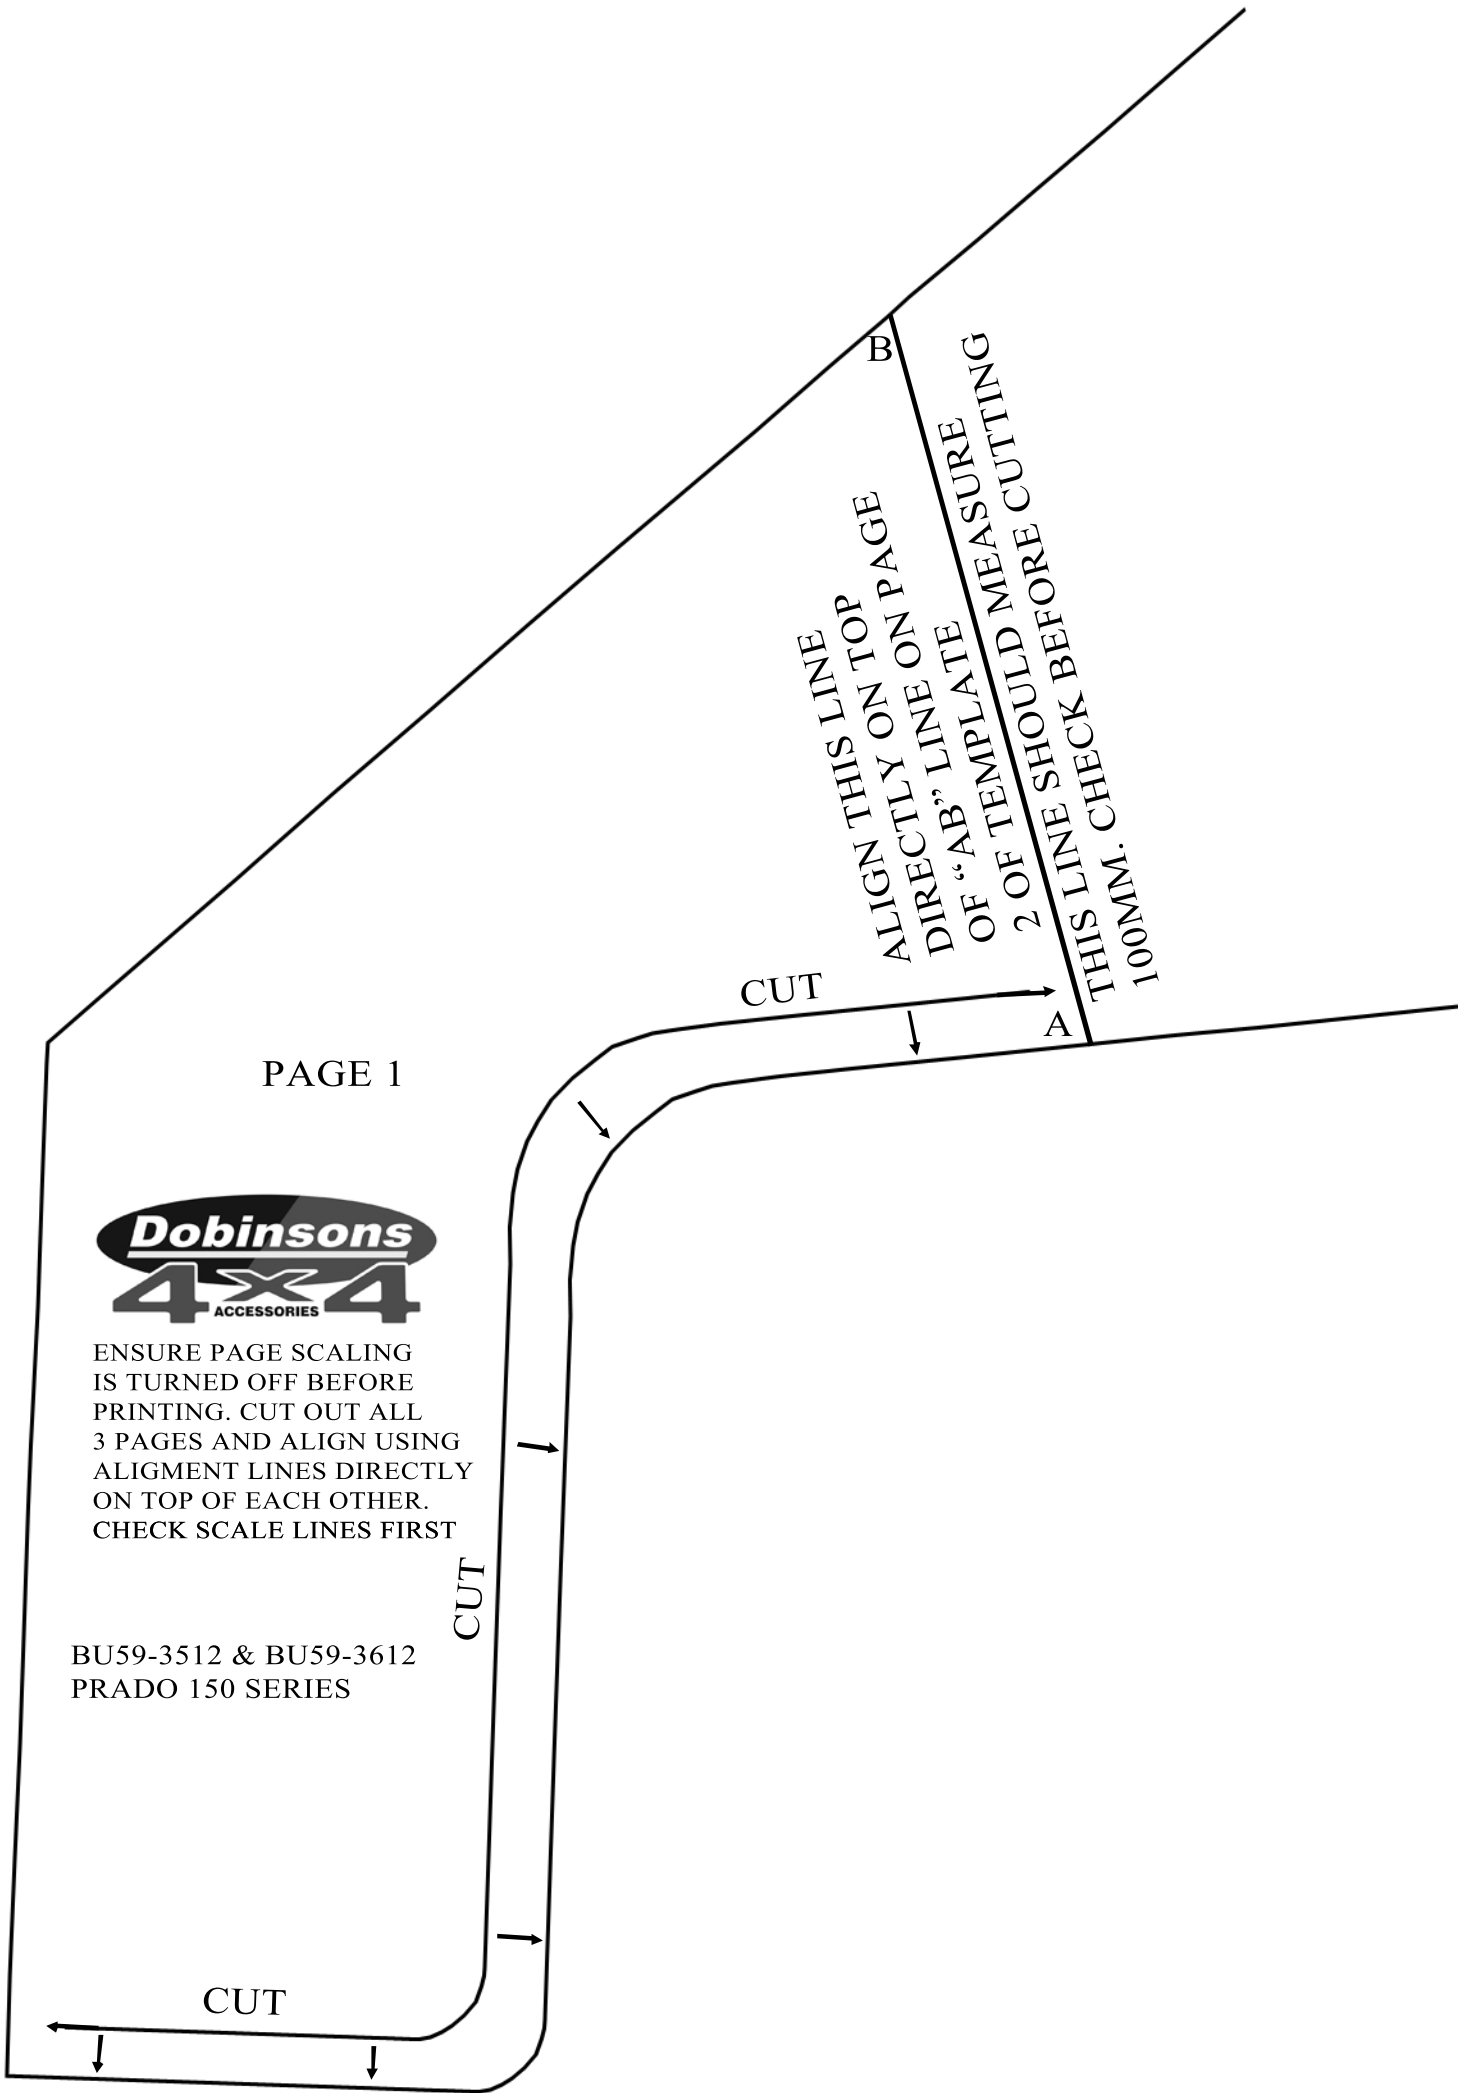 B
ALIGN THIS LINE
DIRECTLY ON TOP
OF “AB” LINE ON PAGE
2 OF TEMPLATE
THIS LINE SHOULD MEASURE
100MM. CHECK BEFORE CUTTING
CUT
A
PAGE 1
Dobinsons
4x4
ACCESSORIES
ENSURE PAGE SCALING
IS TURNED OFF BEFORE
PRINTING. CUT OUT ALL
3 PAGES AND ALIGN USING
ALIGMENT LINES DIRECTLY
ON TOP OF EACH OTHER.
CHECK SCALE LINES FIRST
CUT
BU59-3512 & BU59-3612
PRADO 150 SERIES
CUT